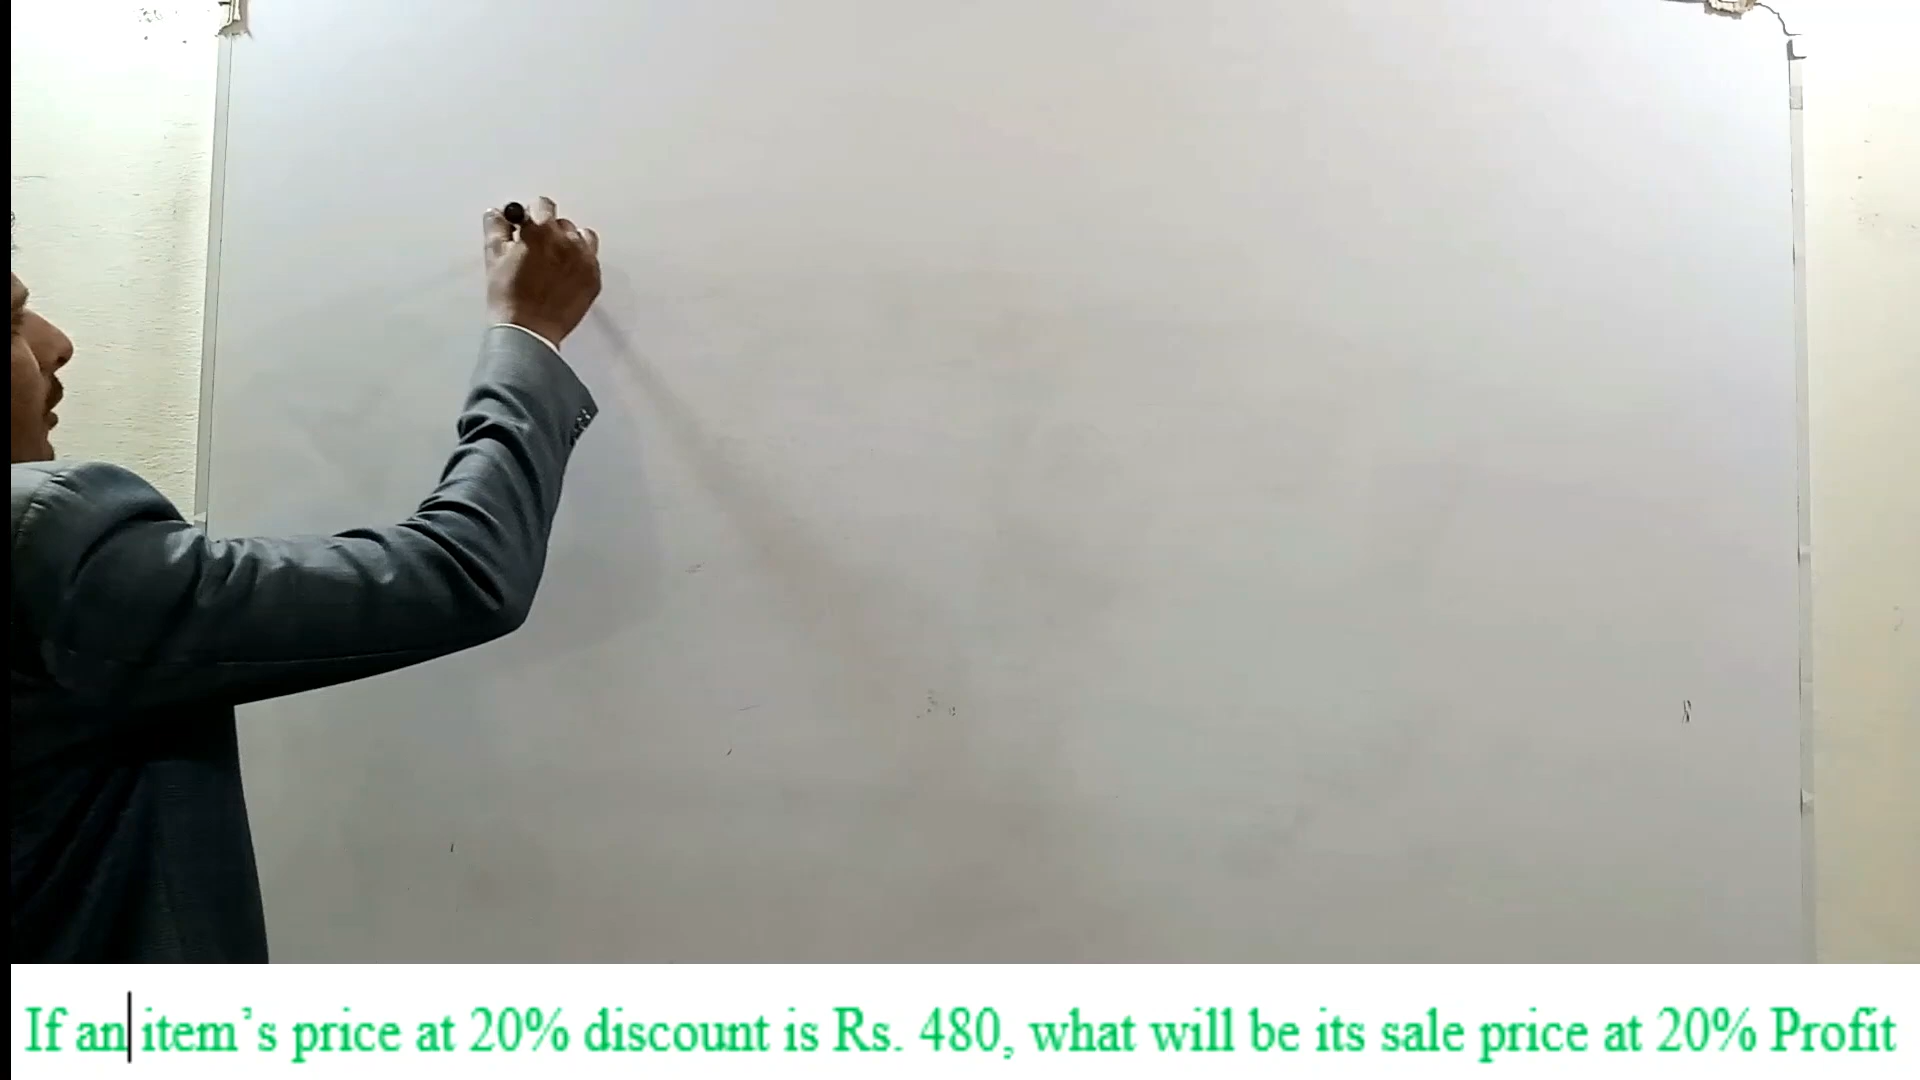 If an item’s price at 20% discount is Rs. 480, what will be its sale price at 20% Profit